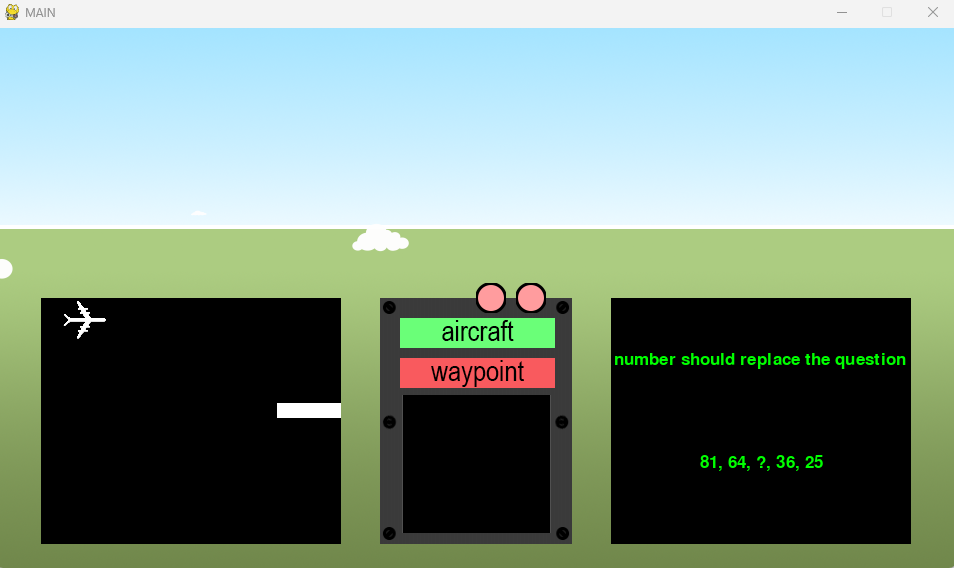 MAIN
aircraft
waypoint
number should replace the question
81, 64, ?, 36, 25